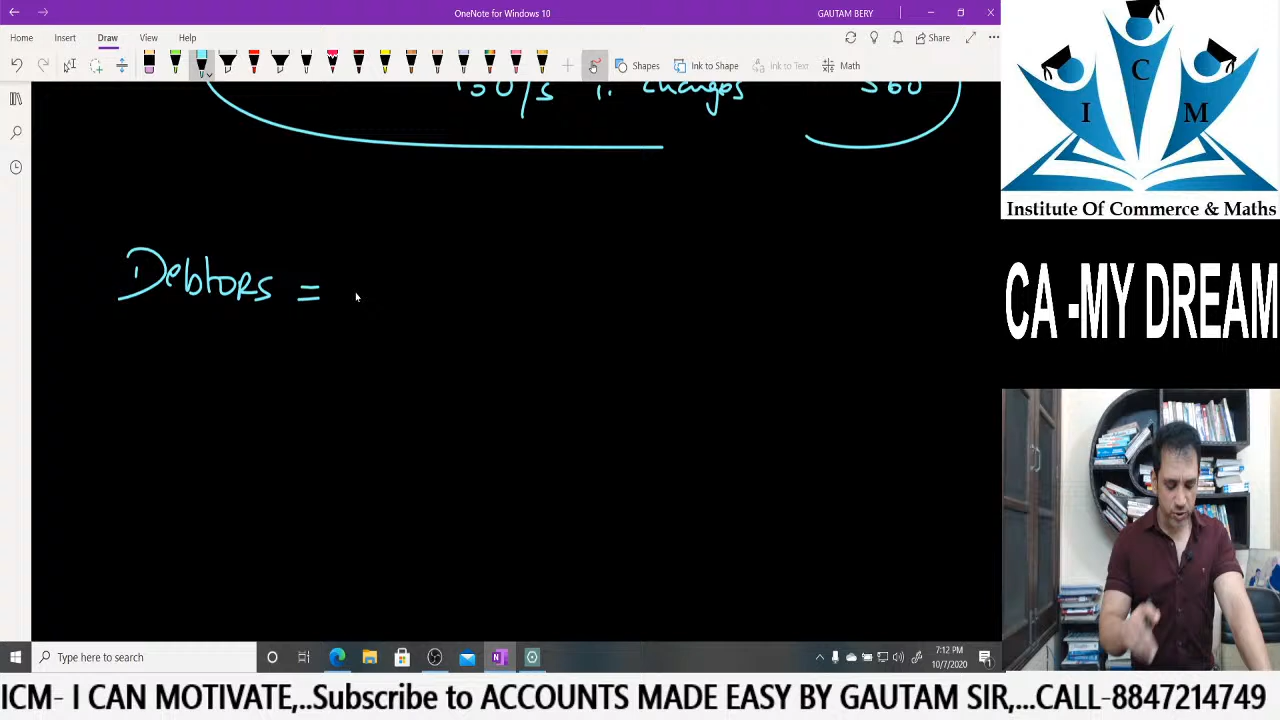 OneNote for Windows 10
GAUTAM BERY
Home Insert Draw View Help
Share
Shapes Ink to Shape Ink to Text Math
changes 360
Debtors =
I C M
Institute Of Commerce & Maths
CA -MY DREAM
Type here to search
7:12 PM
10/7/2020
ICM- I CAN MOTIVATE,..Subscribe to ACCOUNTS MADE EASY BY GAUTAM SIR,...CALL-8847214749